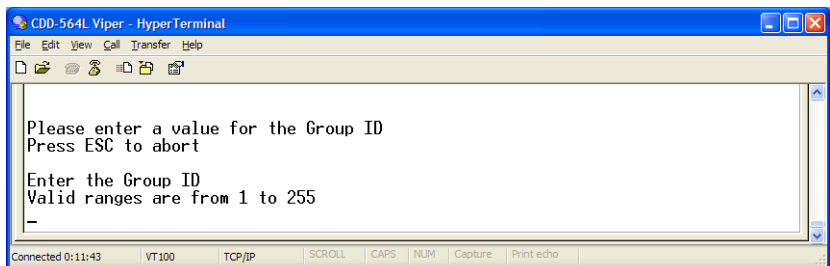 CDD-564L Viper - HyperTerminal
File Edit View Call Transfer Help
Please enter a value for the Group ID
Press ESC to abort
Enter the Group ID
Valid ranges are from 1 to 255
_
Connected 0:11:43 VT100 TCP/IP SCROLL CAPS NUM Capture Print echo